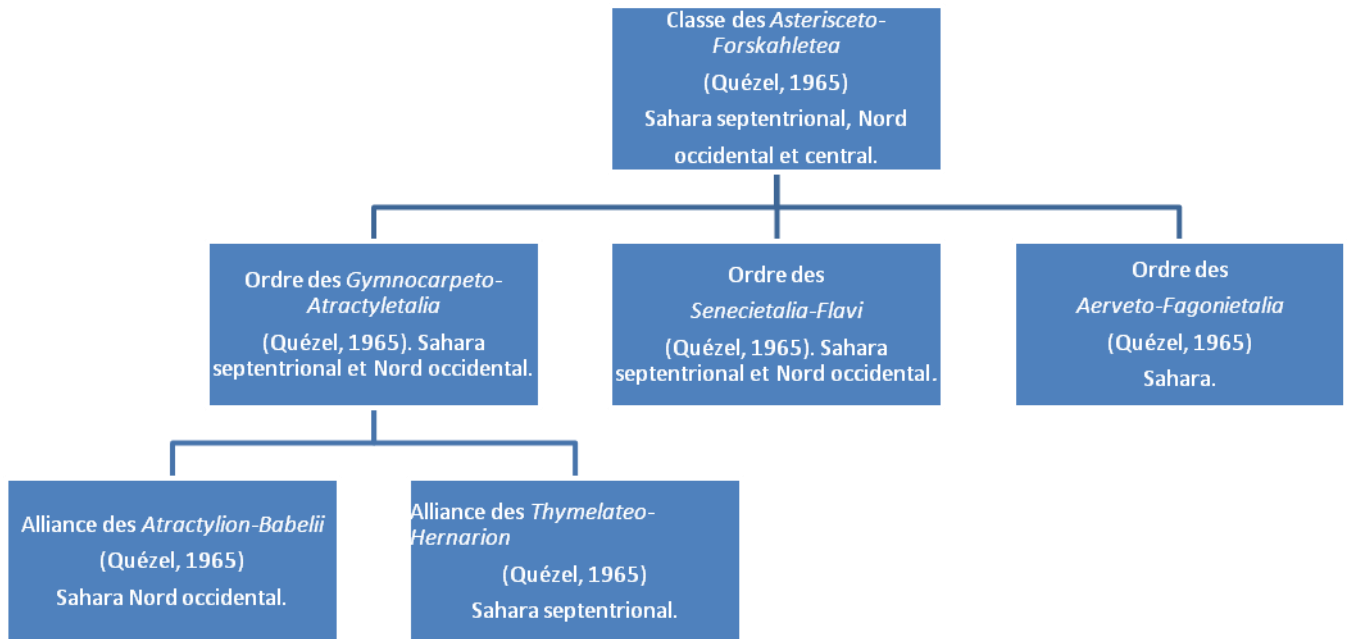 Classe des Asterisceto-
Forskahletea
(Quézel, 1965)
Sahara septentrional, Nord
occidental et central.
Ordre des Gymnocarpeto-
Atractyletalia
(Quézel, 1965). Sahara
septentrional et Nord occidental.
Ordre des
Senecietalia-Flavi
(Quézel, 1965). Sahara
septentrional et Nord occidental.
Ordre des
Aerveto-Fagonietalia
(Quézel, 1965)
Sahara.
Alliance des Atractylion-Babelii
(Quézel, 1965)
Sahara Nord occidental.
Alliance des Thymelateo-
Hernarion
(Quézel, 1965)
Sahara septentrional.